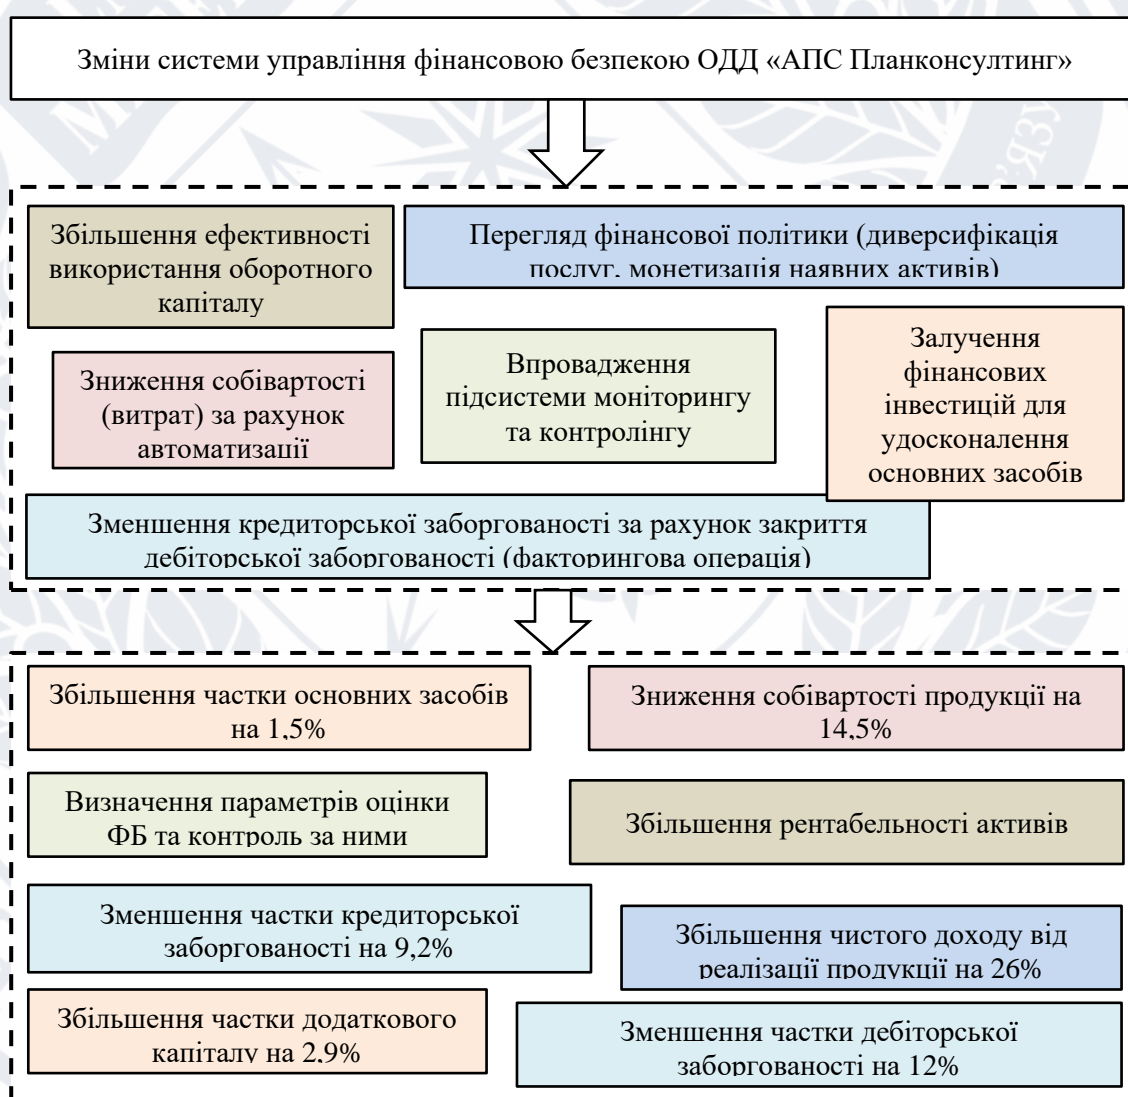 Зміни системи управління фінансовою безпекою ОДД «АПС Планконсултинг»
Збільшення ефективності
використання оборотного
капіталу
Перегляд фінансової політики (диверсифікація
послуг, монетизація наявних активів)
Зниження собівартості
(витрат) за рахунок
автоматизації
Впровадження
підсистеми моніторингу
та контролінгу
Залучення
фінансових
інвестицій для
удосконалення
основних засобів
Зменшення кредиторської заборгованості за рахунок закриття
дебіторської заборгованості (факторингова операція)
Збільшення частки основних засобів
на 1,5%
Зниження собівартості продукції на
14,5%
Визначення параметрів оцінки
ФБ та контроль за ними
Збільшення рентабельності активів
Зменшення частки кредиторської
заборгованості на 9,2%
Збільшення чистого доходу від
реалізації продукції на 26%
Збільшення частки додаткового
капіталу на 2,9%
Зменшення частки дебіторської
заборгованості на 12%